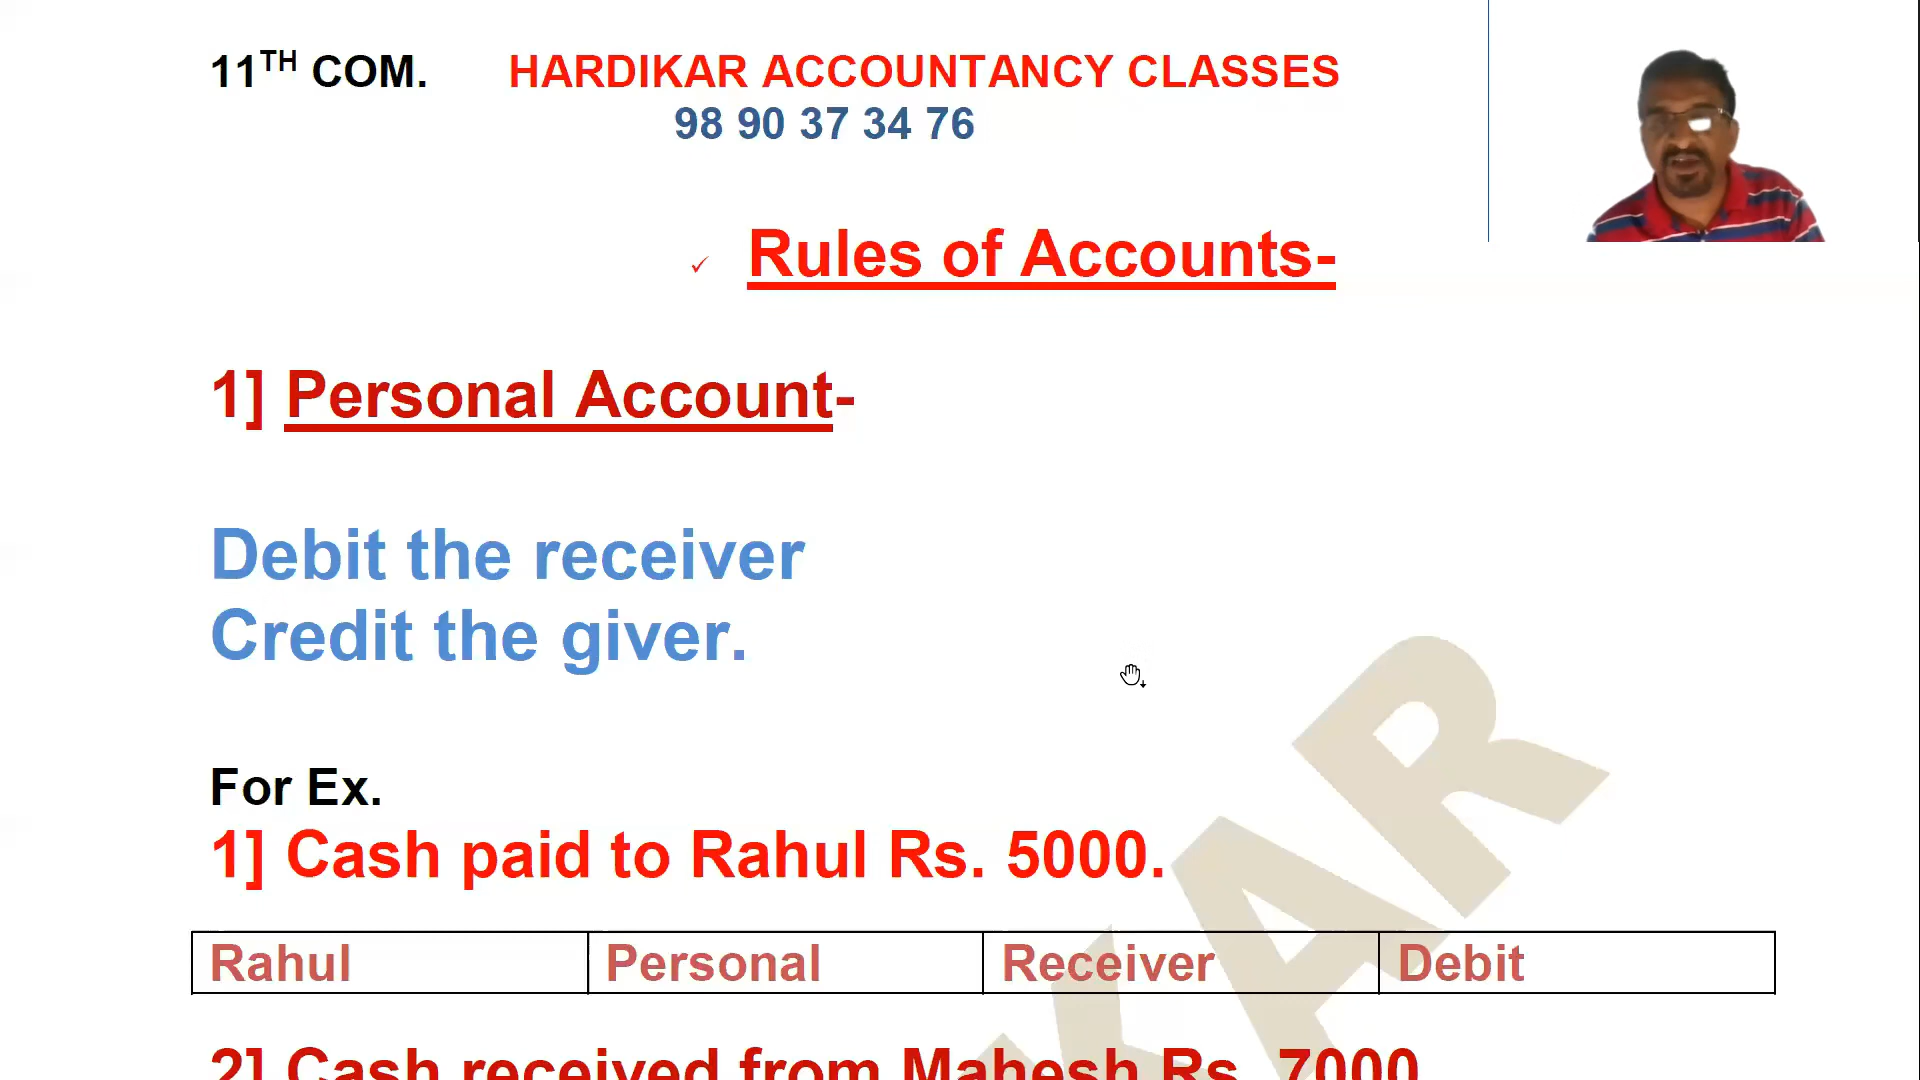 11TH COM. HARDIKAR ACCOUNTANCY CLASSES
98 90 37 34 76
✓ Rules of Accounts-
1] Personal Account-
Debit the receiver
Credit the giver.
For Ex.
1] Cash paid to Rahul Rs. 5000.
Rahul Personal Receiver Debit
2] Cash received from Mahesh Rs. 7000
KAR